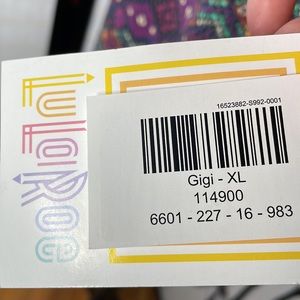 LuLaRoe
16523882-S992-0001
Gigi - XL
114900
6601 - 227 - 16 - 983